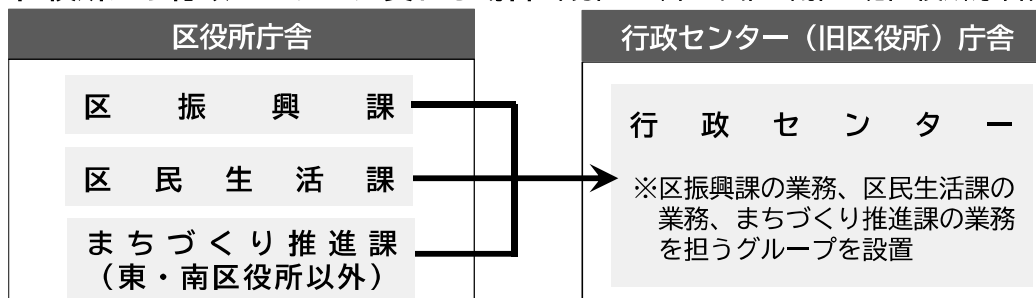 区役所庁舎
区振興課
区民生活課
まちづくり推進課
（東・南区役所以外）
行政センター（旧区役所）庁舎
行政センター
※区振興課の業務、区民生活課の
業務、まちづくり推進課の業務
を担うグループを設置